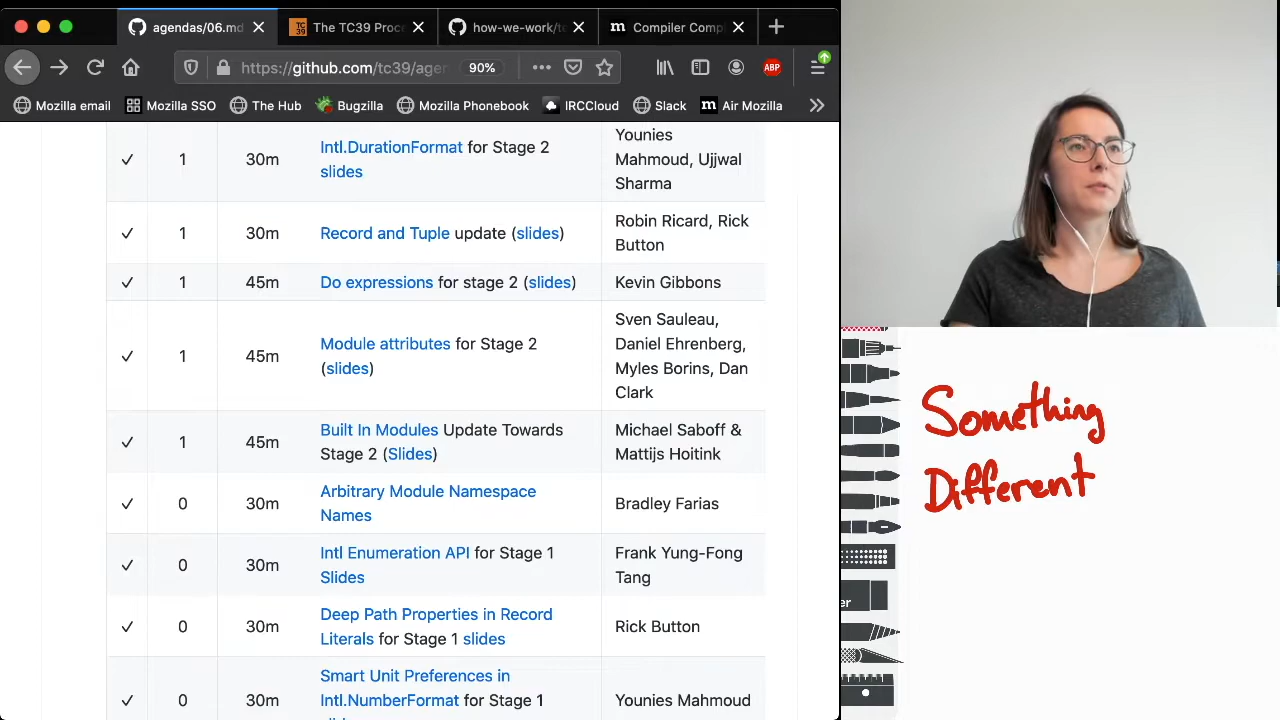 agendas/06.md
The TC39 Proc
how-we-work/t
Compiler Comp
https://github.com/tc39/age
90%
ABP
Mozilla email
Mozilla SSO
The Hub
Bugzilla
Mozilla Phonebook
IRCCloud
Slack
Air Mozilla
1 30m Intl.DurationFormat for Stage 2 slides Younies Mahmoud, Ujjwal Sharma
1 30m Record and Tuple update (slides) Robin Ricard, Rick Button
1 45m Do expressions for stage 2 (slides) Kevin Gibbons
1 45m Module attributes for Stage 2 (slides) Sven Sauleau, Daniel Ehrenberg, Myles Borins, Dan Clark
1 45m Built In Modules Update Towards Stage 2 (Slides) Michael Saboff & Mattijs Hoitink
0 30m Arbitrary Module Namespace Names Bradley Farias
0 30m Intl Enumeration API for Stage 1 Slides Frank Yung-Fong Tang
0 30m Deep Path Properties in Record Literals for Stage 1 slides Rick Button
0 30m Smart Unit Preferences in Intl.NumberFormat for Stage 1 Younies Mahmoud
Something
Different
er